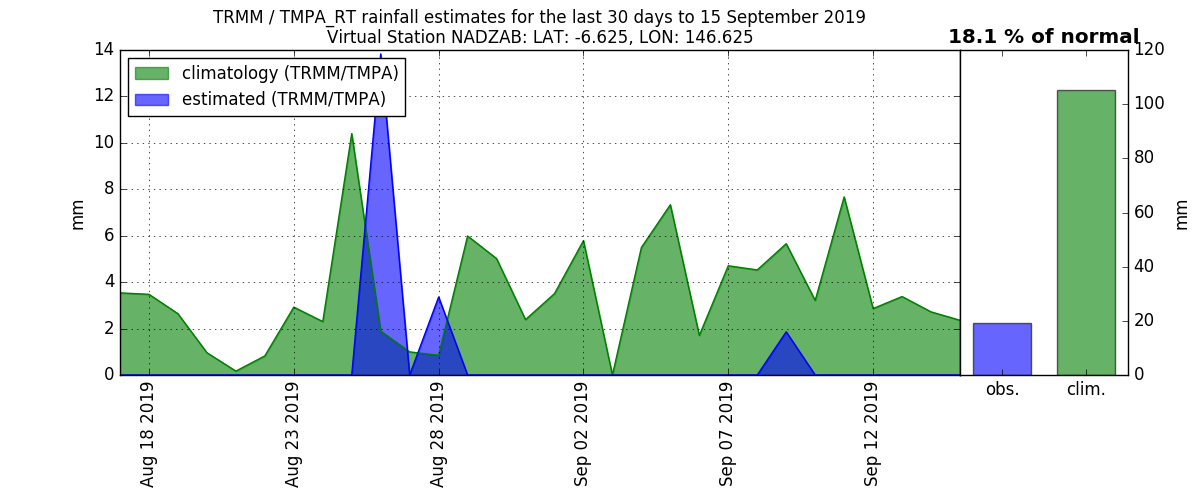 TRMM / TMPA_RT rainfall estimates for the last 30 days to 15 September 2019
Virtual Station NADZAB: LAT: -6.625, LON: 146.625
18.1 % of normal
climatology (TRMM/TMPA)
estimated (TRMM/TMPA)
14
12
10
8
6
4
2
0
mm
Aug 18 2019
Aug 23 2019
Aug 28 2019
Sep 02 2019
Sep 07 2019
Sep 12 2019
obs.
clim.
120
100
80
60
40
20
0
mm